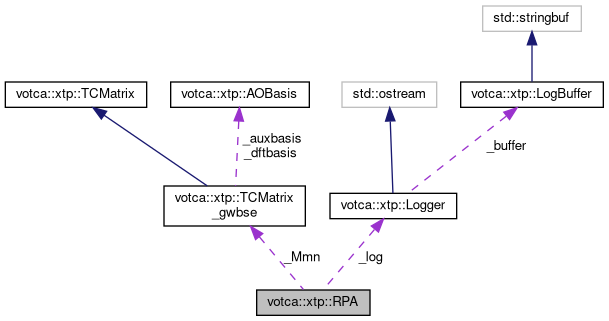 std::stringbuf
votca::xtp::TCMatrix
votca::xtp::AOBasis
std::ostream
votca::xtp::LogBuffer
_auxbasis
_dftbasis
_buffer
votca::xtp::TCMatrix
_gwbse
votca::xtp::Logger
_Mmn
_log
votca::xtp::RPA